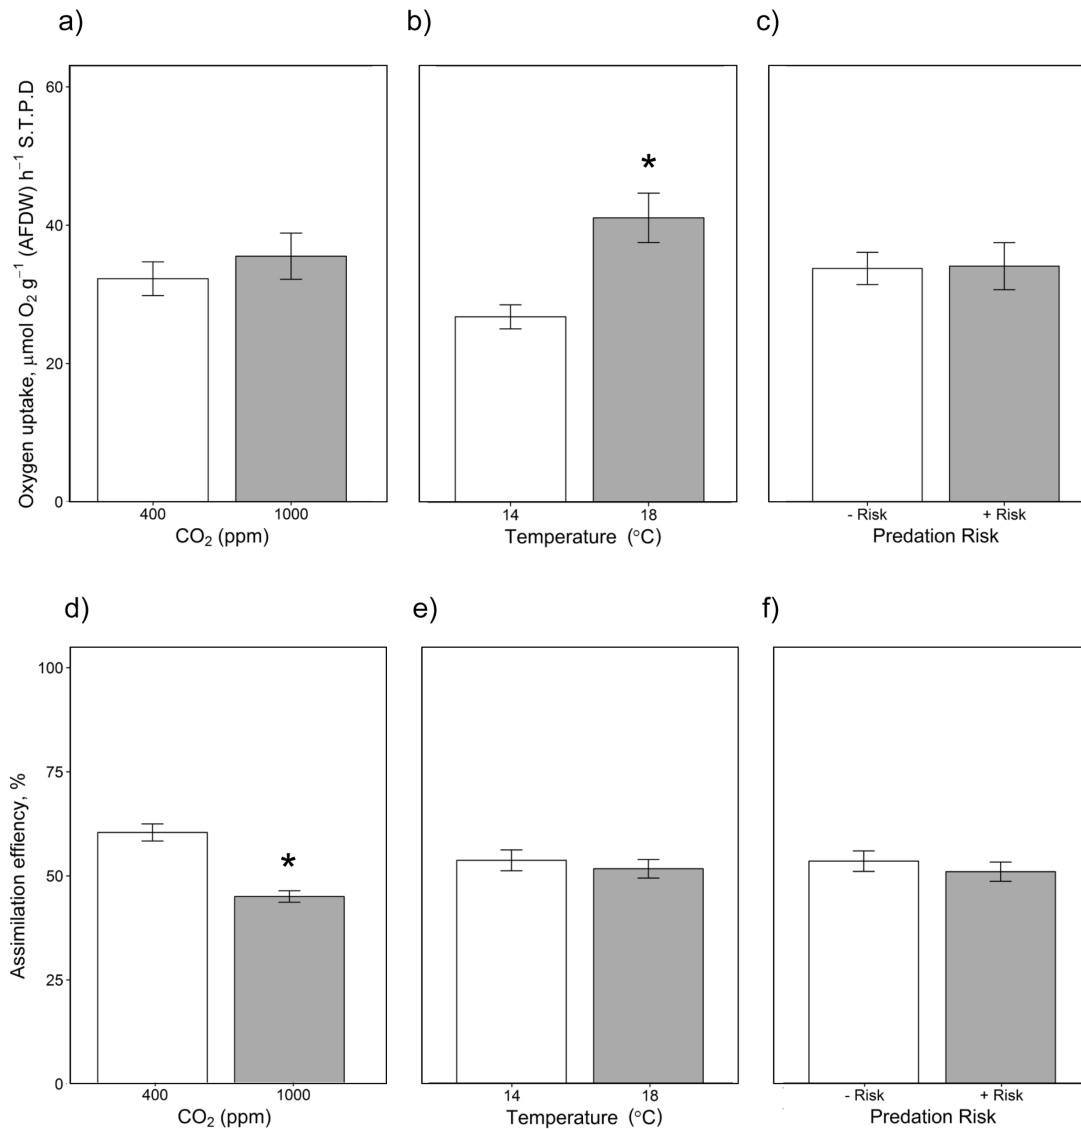 a)
b)
c)
Oxygen uptake, μmol O₂ g⁻¹ (AFDW) h⁻¹ S.T.P.D
60
40
20
0
*
400
1000
CO₂ (ppm)
14
18
Temperature (°C)
- Risk
+ Risk
Predation Risk
d)
e)
f)
Assimilation effiency, %
100
75
50
25
0
*
400
1000
CO₂ (ppm)
14
18
Temperature (°C)
- Risk
+ Risk
Predation Risk